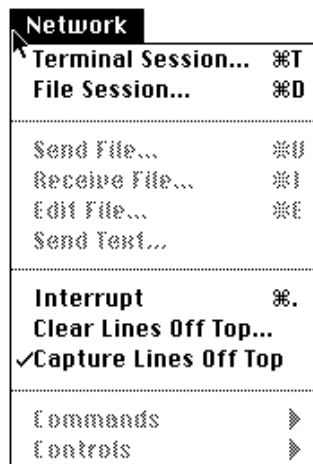 Network
Terminal Session... ⌘T
File Session... ⌘D
Send File... ⌘U
Receive File... ⌘I
Edit File... ⌘E
Send Text...
Interrupt ⌘.
Clear Lines Off Top...
✓Capture Lines Off Top
Commands ▶
Controls ▶